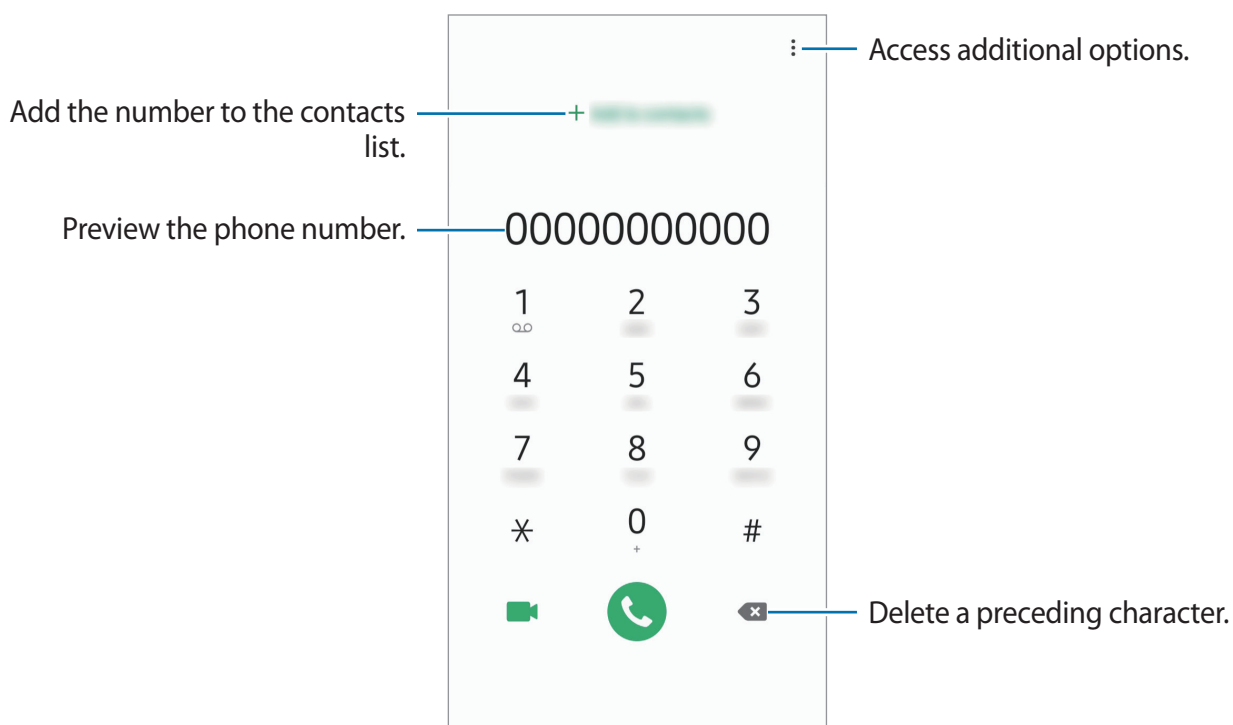 Access additional options.
Add the number to the contacts
list.
Preview the phone number.
00000000000
1 2 3
4 5 6
7 8 9
* 0 #
+
Delete a preceding character.